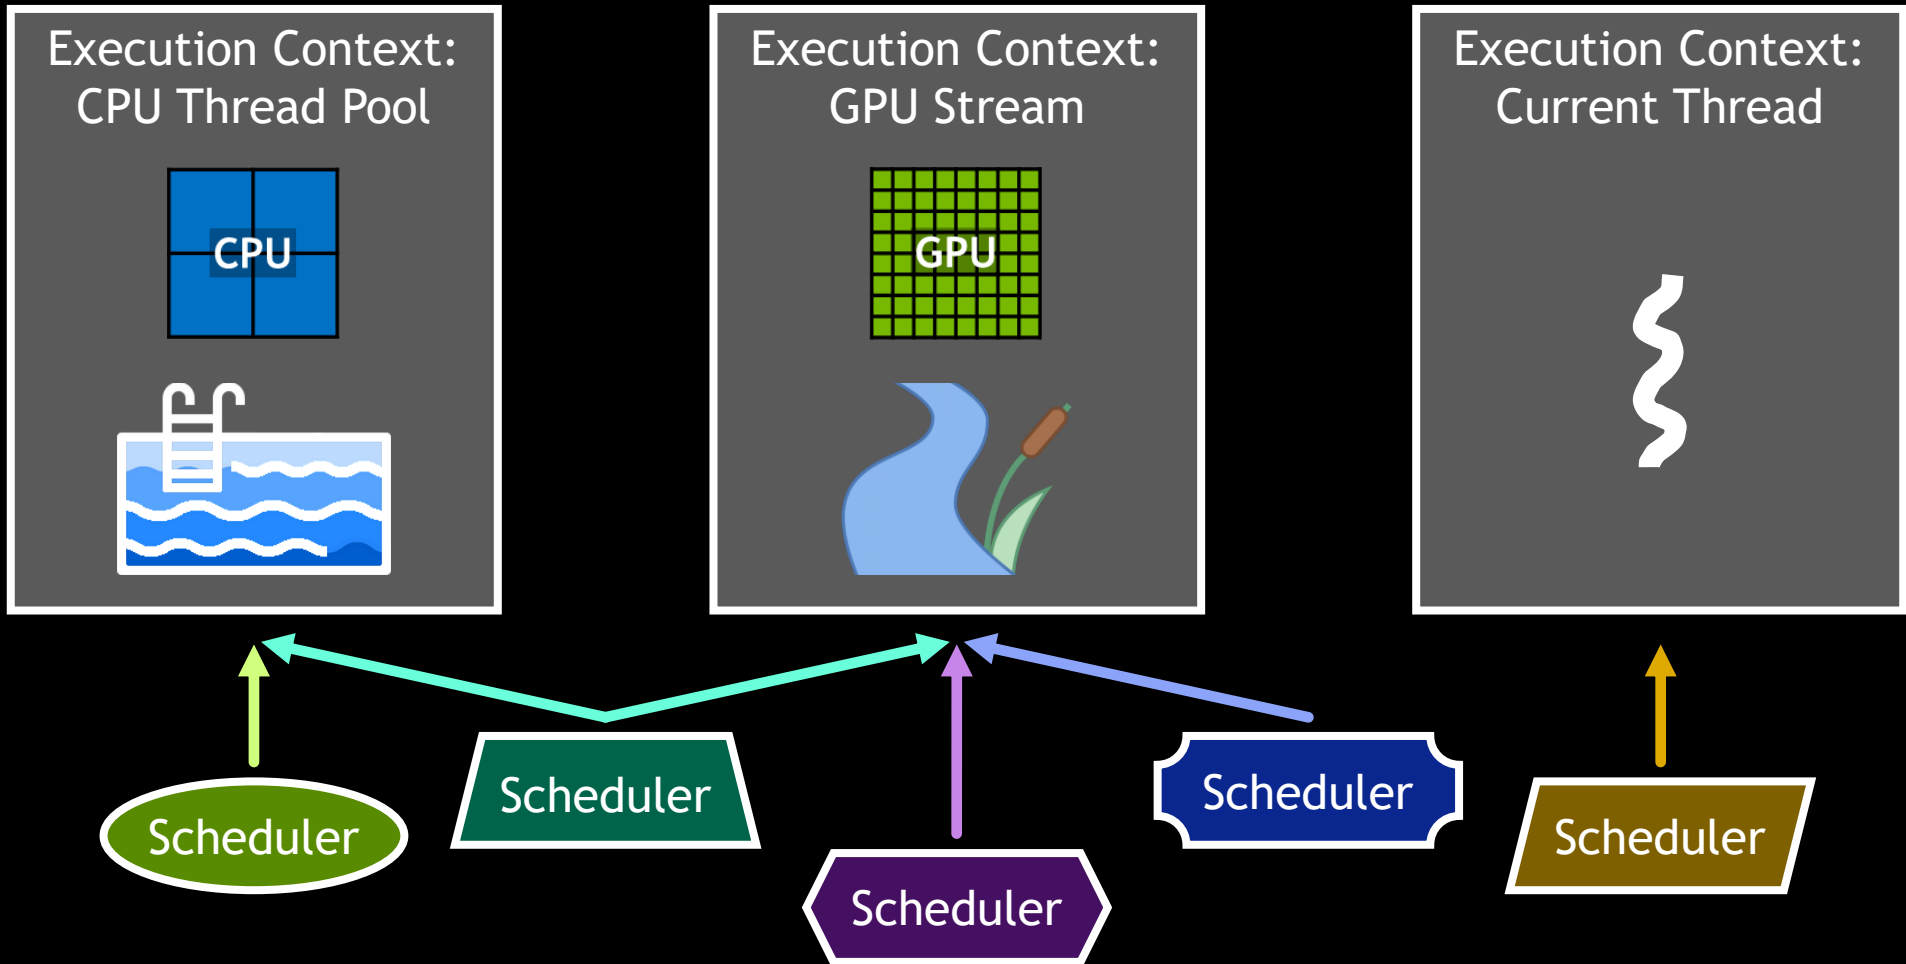 Execution Context:
CPU Thread Pool
CPU
Execution Context:
GPU Stream
GPU
Execution Context:
Current Thread
Scheduler
Scheduler
Scheduler
Scheduler
Scheduler